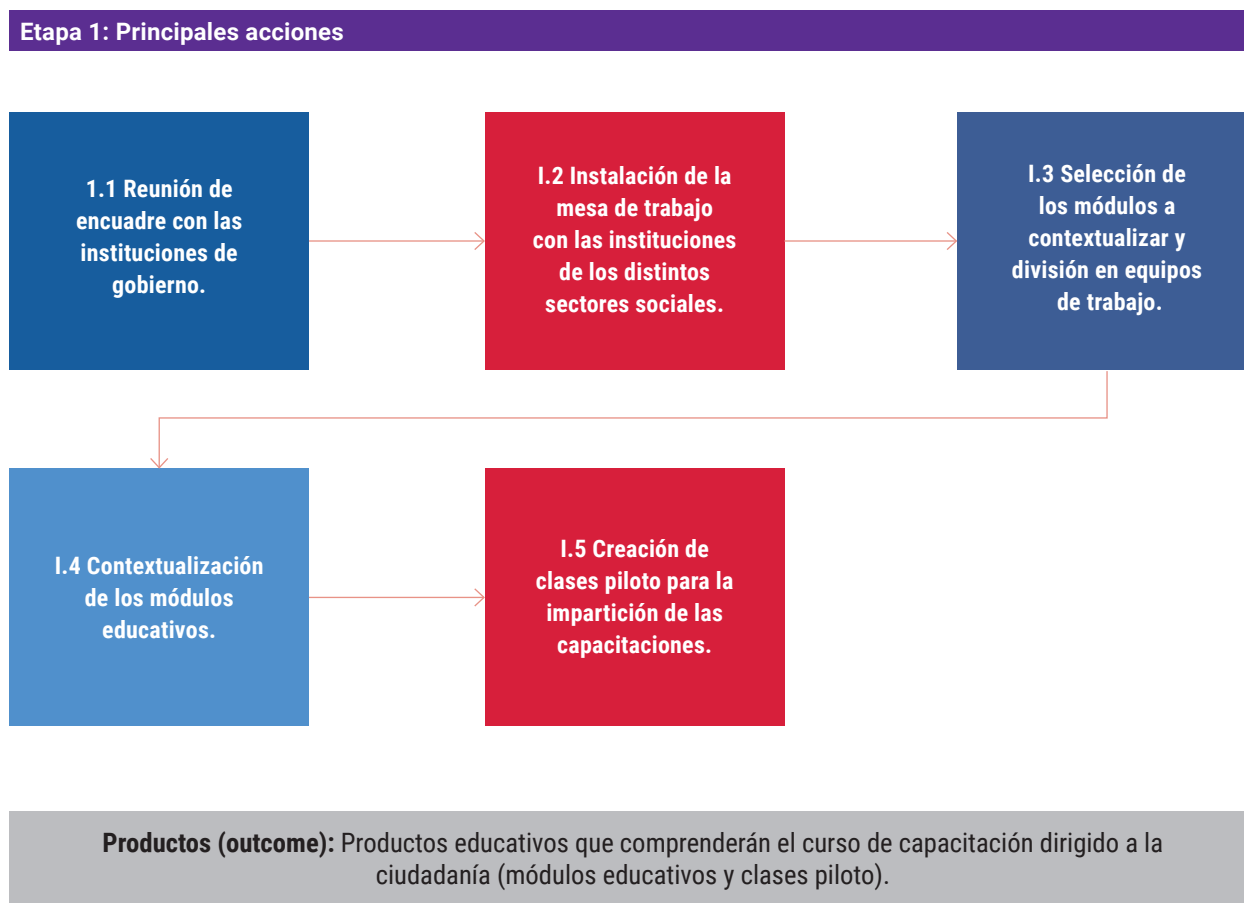 Etapa 1: Principales acciones
1.1 Reunión de
encuadre con las
instituciones de
gobierno.
I.2 Instalación de la
mesa de trabajo
con las instituciones
de los distintos
sectores sociales.
I.3 Selección de
los módulos a
contextualizar y
división en equipos
de trabajo.
I.4 Contextualización
de los módulos
educativos.
I.5 Creación de
clases piloto para la
impartición de las
capacitaciones.
Productos (outcome): Productos educativos que comprenderán el curso de capacitación dirigido a la
ciudadanía (módulos educativos y clases piloto).